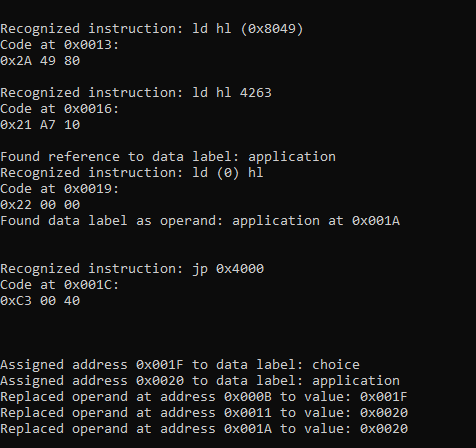 Recognized instruction: ld hl (0x8049)
Code at 0x0013:
0x2A 49 80
Recognized instruction: ld hl 4263
Code at 0x0016:
0x21 A7 10
Found reference to data label: application
Recognized instruction: ld (0) hl
Code at 0x0019:
0x22 00 00
Found data label as operand: application at 0x001A
Recognized instruction: jp 0x4000
Code at 0x001C:
0xC3 00 40
Assigned address 0x001F to data label: choice
Assigned address 0x0020 to data label: application
Replaced operand at address 0x000B to value: 0x001F
Replaced operand at address 0x0011 to value: 0x0020
Replaced operand at address 0x001A to value: 0x0020